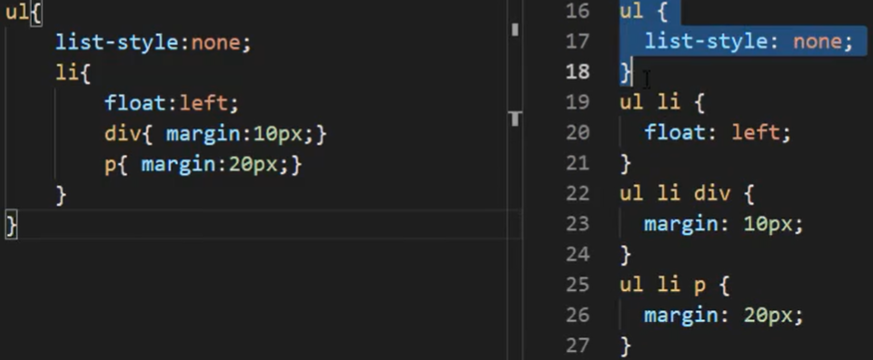 ul{
list-style:none;
li{
float:left;
div{ margin:10px;}
p{ margin:20px;}
}
}
16 ul {
17 list-style: none;
18 }
19 ul li {
20 float: left;
21 }
22 ul li div {
23 margin: 10px;
24 }
25 ul li p {
26 margin: 20px;
27 }